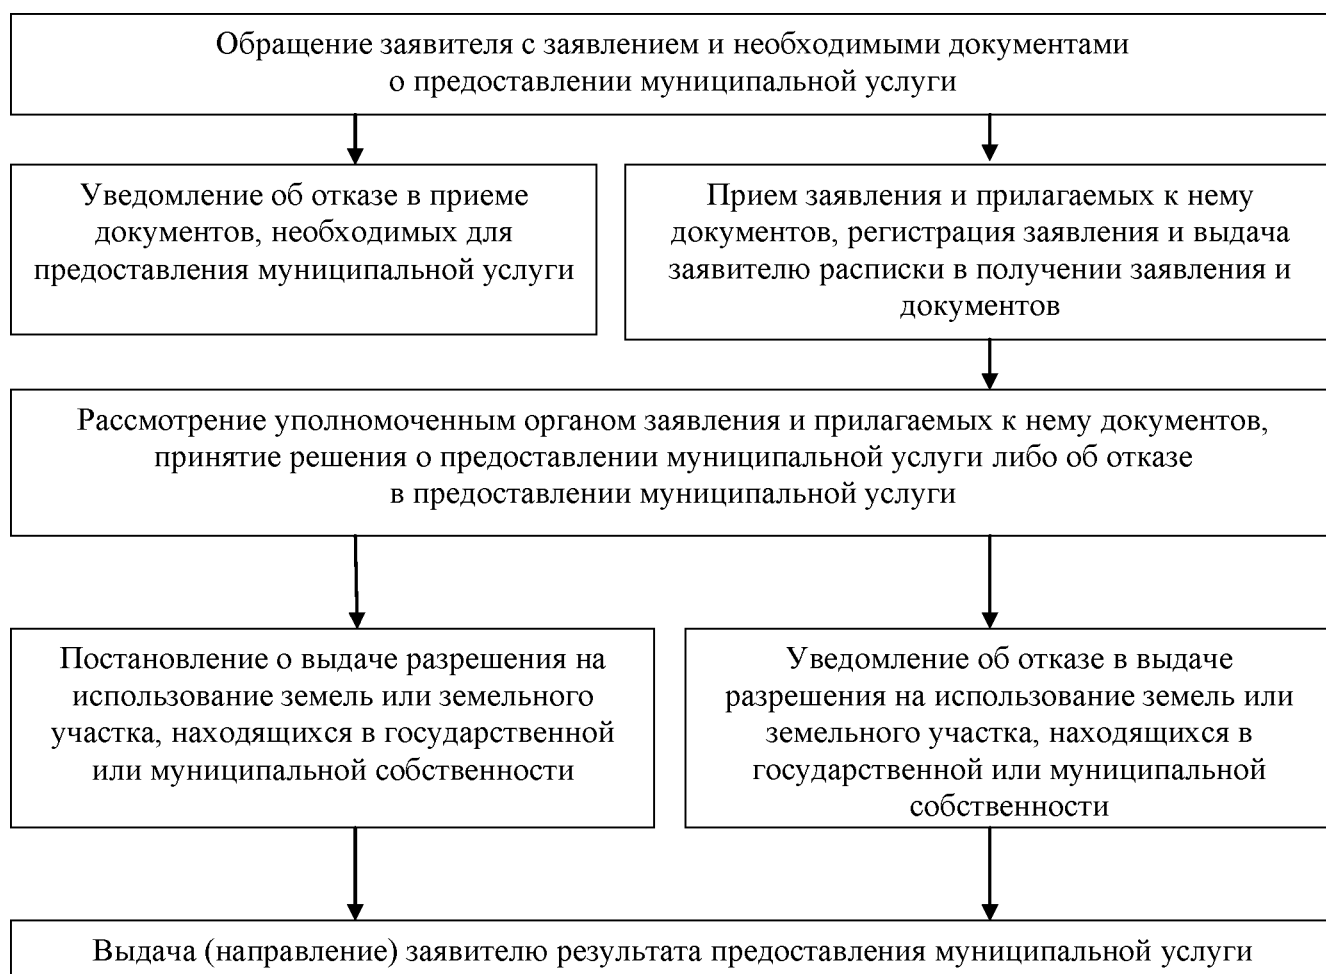 Обращение заявителя с заявлением и необходимыми документами
о предоставлении муниципальной услуги
Уведомление об отказе в приеме
документов, необходимых для
предоставления муниципальной услуги
Прием заявления и прилагаемых к нему
документов, регистрация заявления и выдача
заявителю расписки в получении заявления и
документов
Рассмотрение уполномоченным органом заявления и прилагаемых к нему документов,
принятие решения о предоставлении муниципальной услуги либо об отказе
в предоставлении муниципальной услуги
Постановление о выдаче разрешения на
использование земель или земельного
участка, находящихся в государственной
или муниципальной собственности
Уведомление об отказе в выдаче
разрешения на использование земель или
земельного участка, находящихся в
государственной или муниципальной
собственности
Выдача (направление) заявителю результата предоставления муниципальной услуги